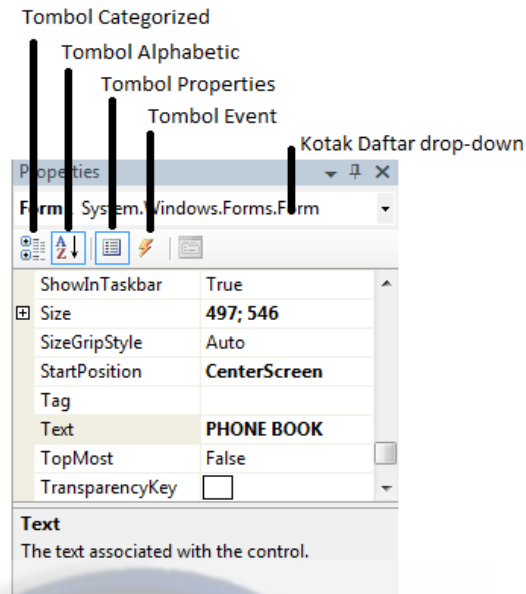 Tombol Categorized
Tombol Alphabetic
Tombol Properties
Tombol Event
Kotak Daftar drop-down
Properties
Form System.Windows.Forms.Form
ShowInTaskbar True
Size 497; 546
SizeGripStyle Auto
StartPosition CenterScreen
Tag
Text PHONE BOOK
TopMost False
TransparencyKey
Text
The text associated with the control.